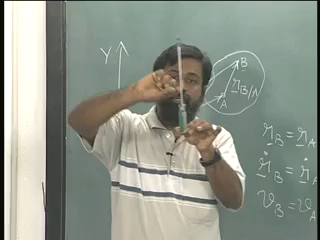 Y
B
r_B/A
A
r_B = r_A
ṙ_B = ṙ_A
v_B = v_A